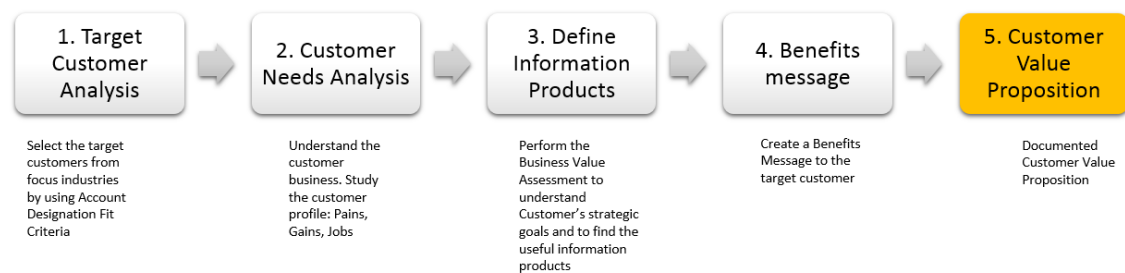 1. Target
Customer
Analysis
2. Customer
Needs Analysis
3. Define
Information
Products
4. Benefits
message
5. Customer
Value
Proposition
Select the target
customers from
focus industries
by using Account
Designation Fit
Criteria
Understand the
customer
business. Study
the customer
profile: Pains,
Gains, Jobs
Perform the
Business Value
Assessment to
understand
Customer's strategic
goals and to find the
useful information
products
Create a Benefits
Message to the
target customer
Documented
Customer Value
Proposition